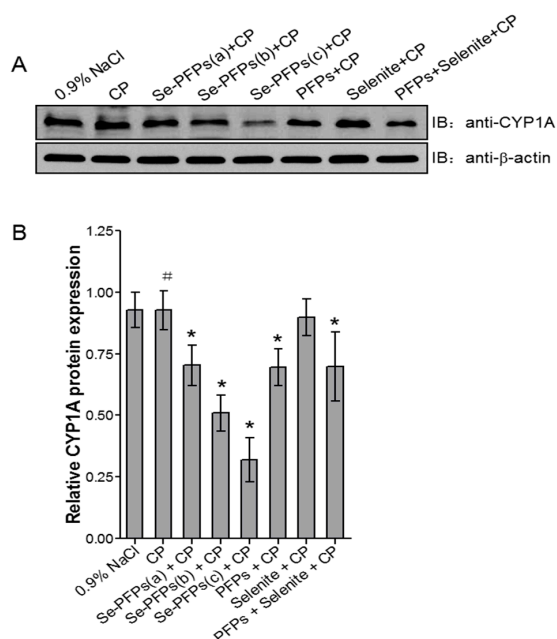 A
0.9% NaCl
CP
Se-PFPs(a)+CP
Se-PFPs(b)+CP
Se-PFPs(c)+CP
PFPs+CP
Selenite+CP
PFPs+Selenite+CP
IB: anti-CYP1A
IB: anti-β-actin
B
Relative CYP1A protein expression
1.25
1.00
0.75
0.50
0.25
0.00
#
*
*
*
*
*
0.9% NaCl
CP
Se-PFPs(a) + CP
Se-PFPs(b) + CP
Se-PFPs(c) + CP
PFPs + CP
Selenite + CP
PFPs + Selenite + CP